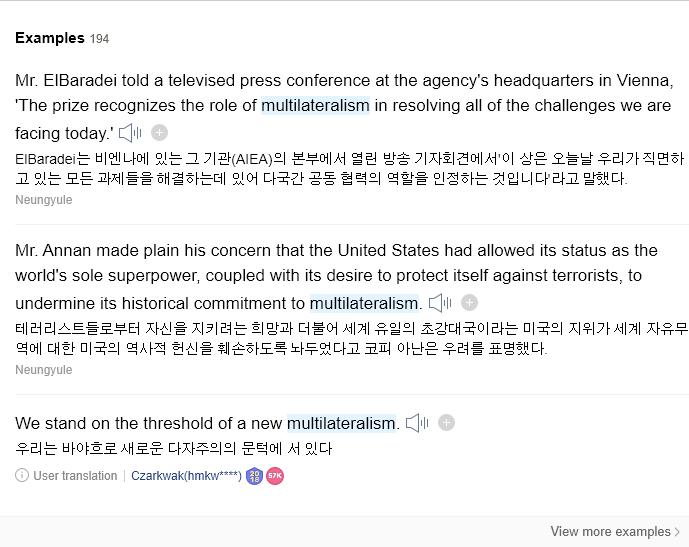 Examples 194
Mr. ElBaradei told a televised press conference at the agency's headquarters in Vienna,
'The prize recognizes the role of multilateralism in resolving all of the challenges we are
facing today.'
ElBaradei는 비엔나에 있는 그 기관(AIEA)의 본부에서 열린 방송 기자회견에서'이 상은 오늘날 우리가 직면하
고 있는 모든 과제들을 해결하는데 있어 다국간 공동 협력의 역할을 인정하는 것입니다'라고 말했다.
Neungyule
Mr. Annan made plain his concern that the United States had allowed its status as the
world's sole superpower, coupled with its desire to protect itself against terrorists, to
undermine its historical commitment to multilateralism.
테러리스트들로부터 자신을 지키려는 희망과 더불어 세계 유일의 초강대국이라는 미국의 지위가 세계 자유무
역에 대한 미국의 역사적 헌신을 훼손하도록 놔두었다고 코피 아난은 우려를 표명했다.
Neungyule
We stand on the threshold of a new multilateralism.
우리는 바야흐로 새로운 다자주의의 문턱에 서 있다
User translation Czarkwak(hmkw****) 2018 57K
View more examples